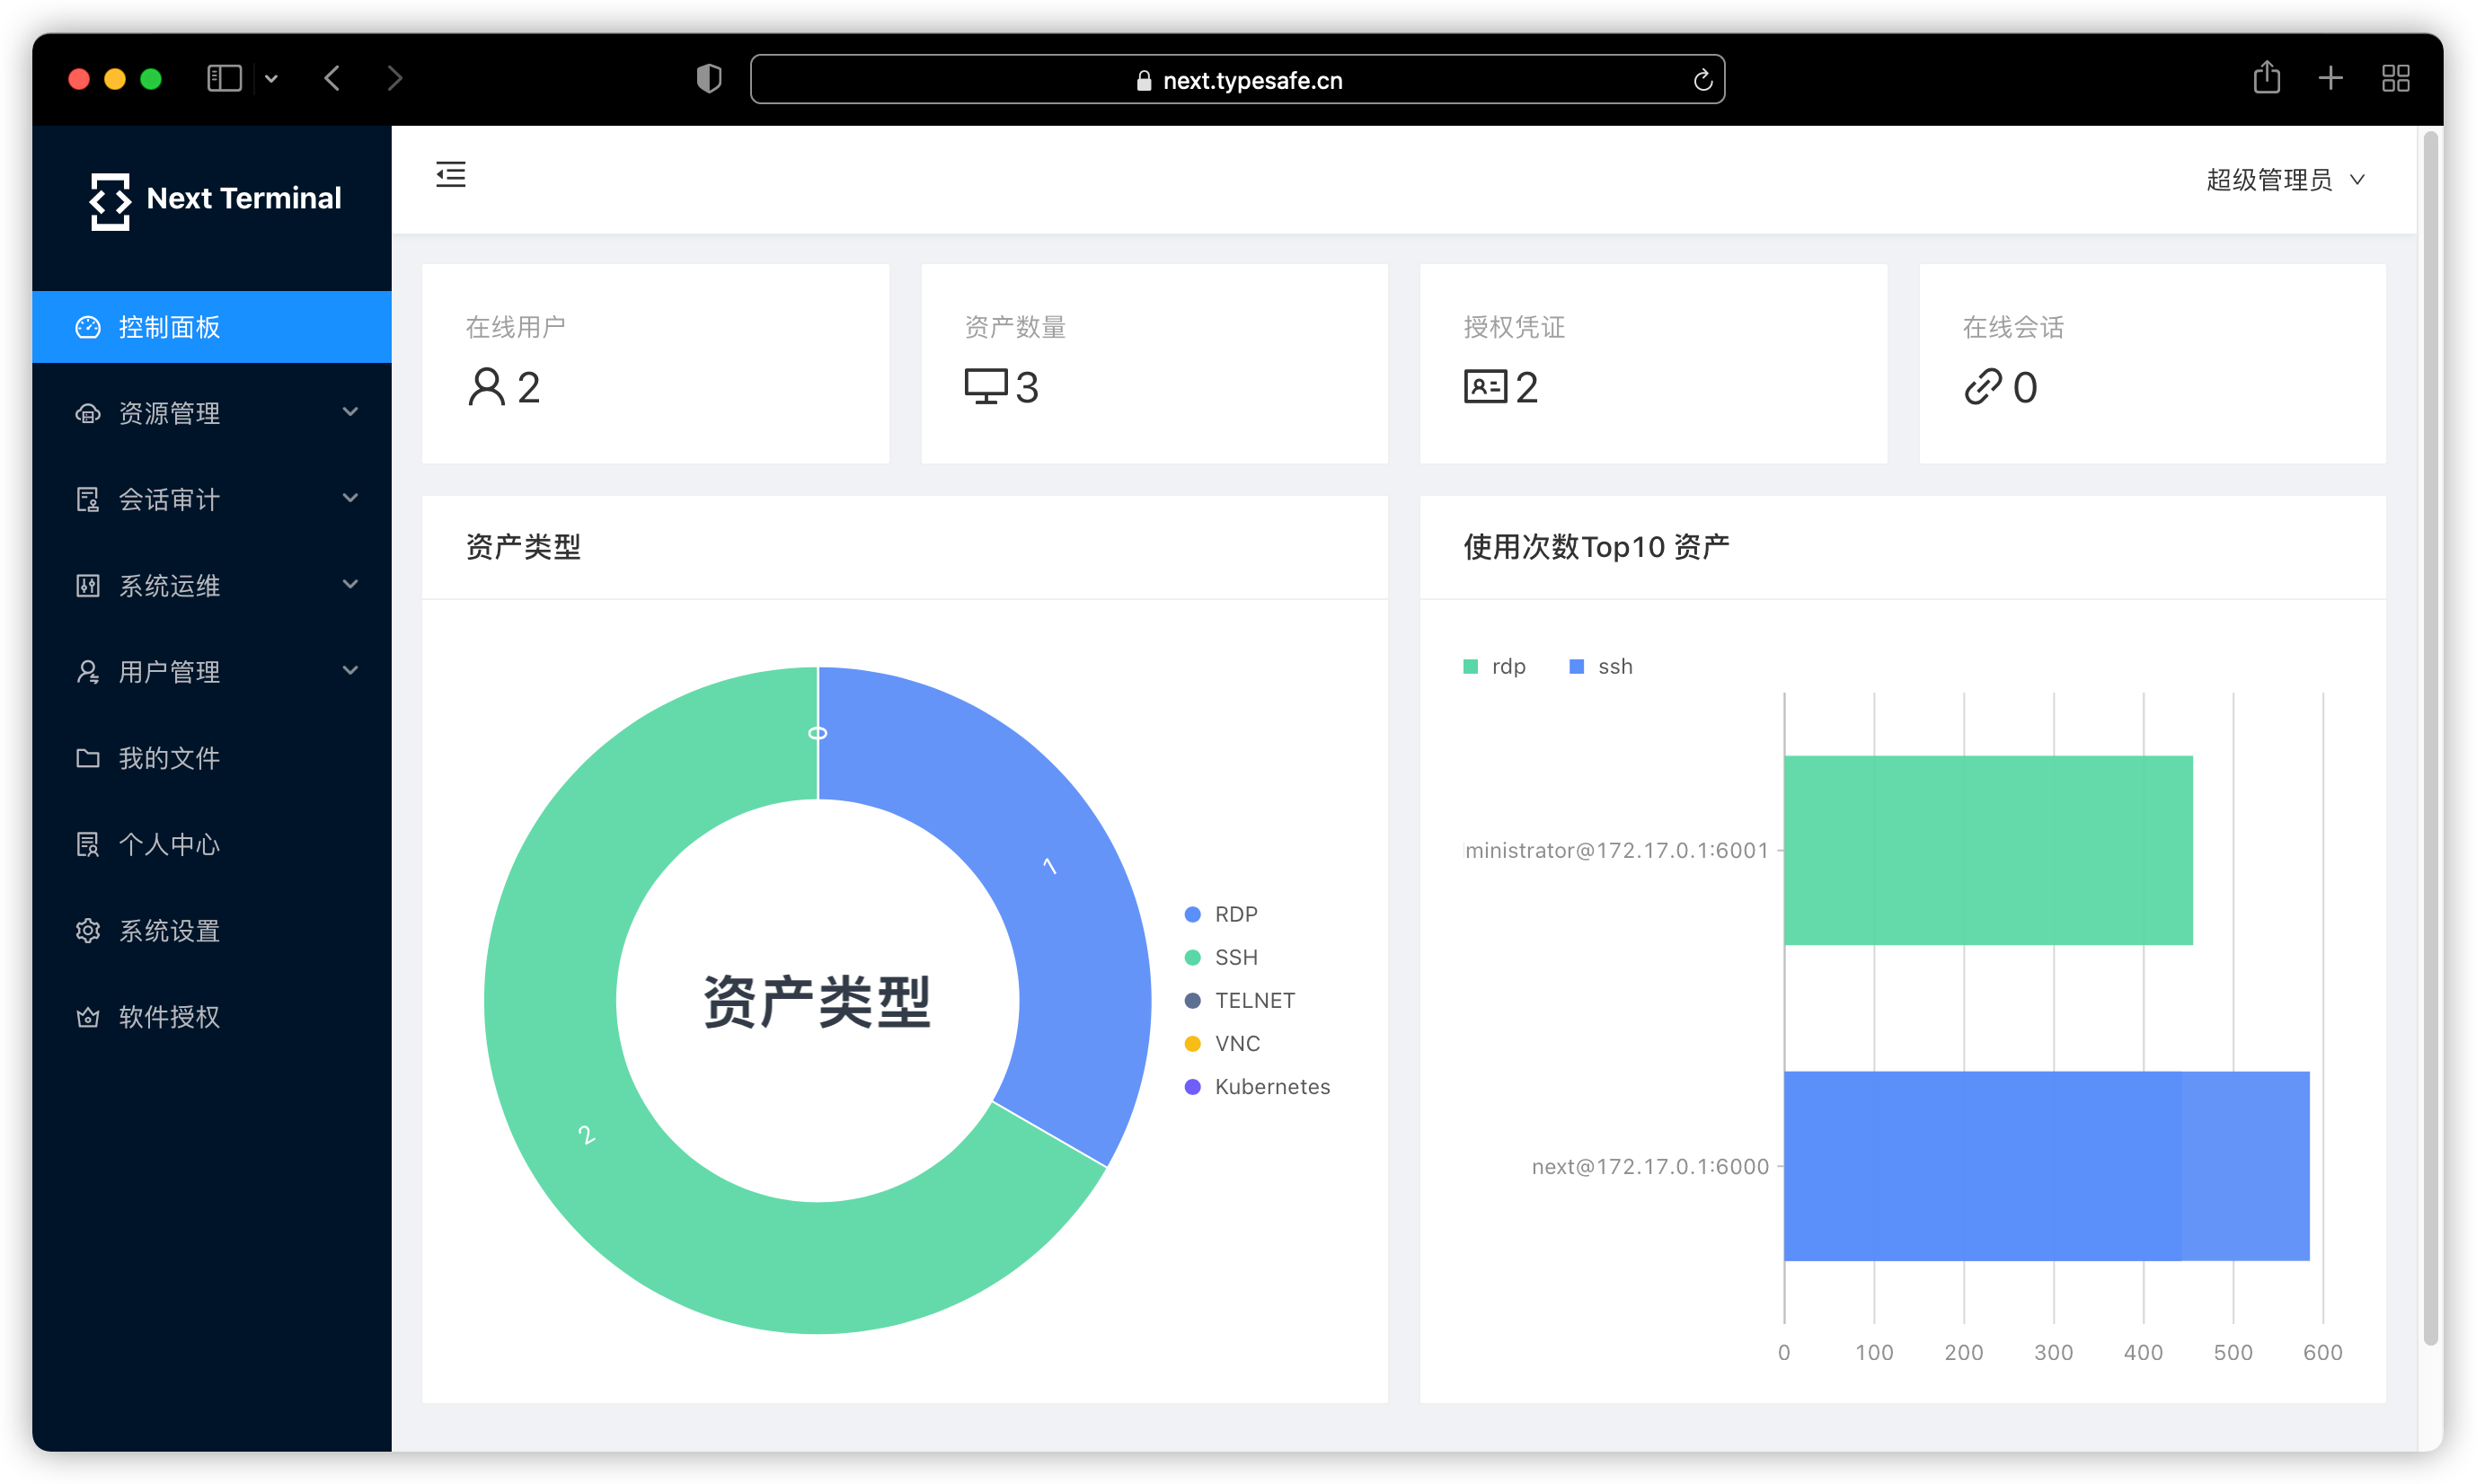 next.typesafe.cn
Next Terminal
超级管理员
控制面板
资源管理
会话审计
系统运维
用户管理
我的文件
个人中心
系统设置
软件授权
在线用户
2
资产数量
3
授权凭证
2
在线会话
0
资产类型
0
1
2
资产类型
RDP
SSH
TELNET
VNC
Kubernetes
使用次数Top10 资产
rdp ssh
ministrator@172.17.0.1:6001
next@172.17.0.1:6000
0 100 200 300 400 500 600